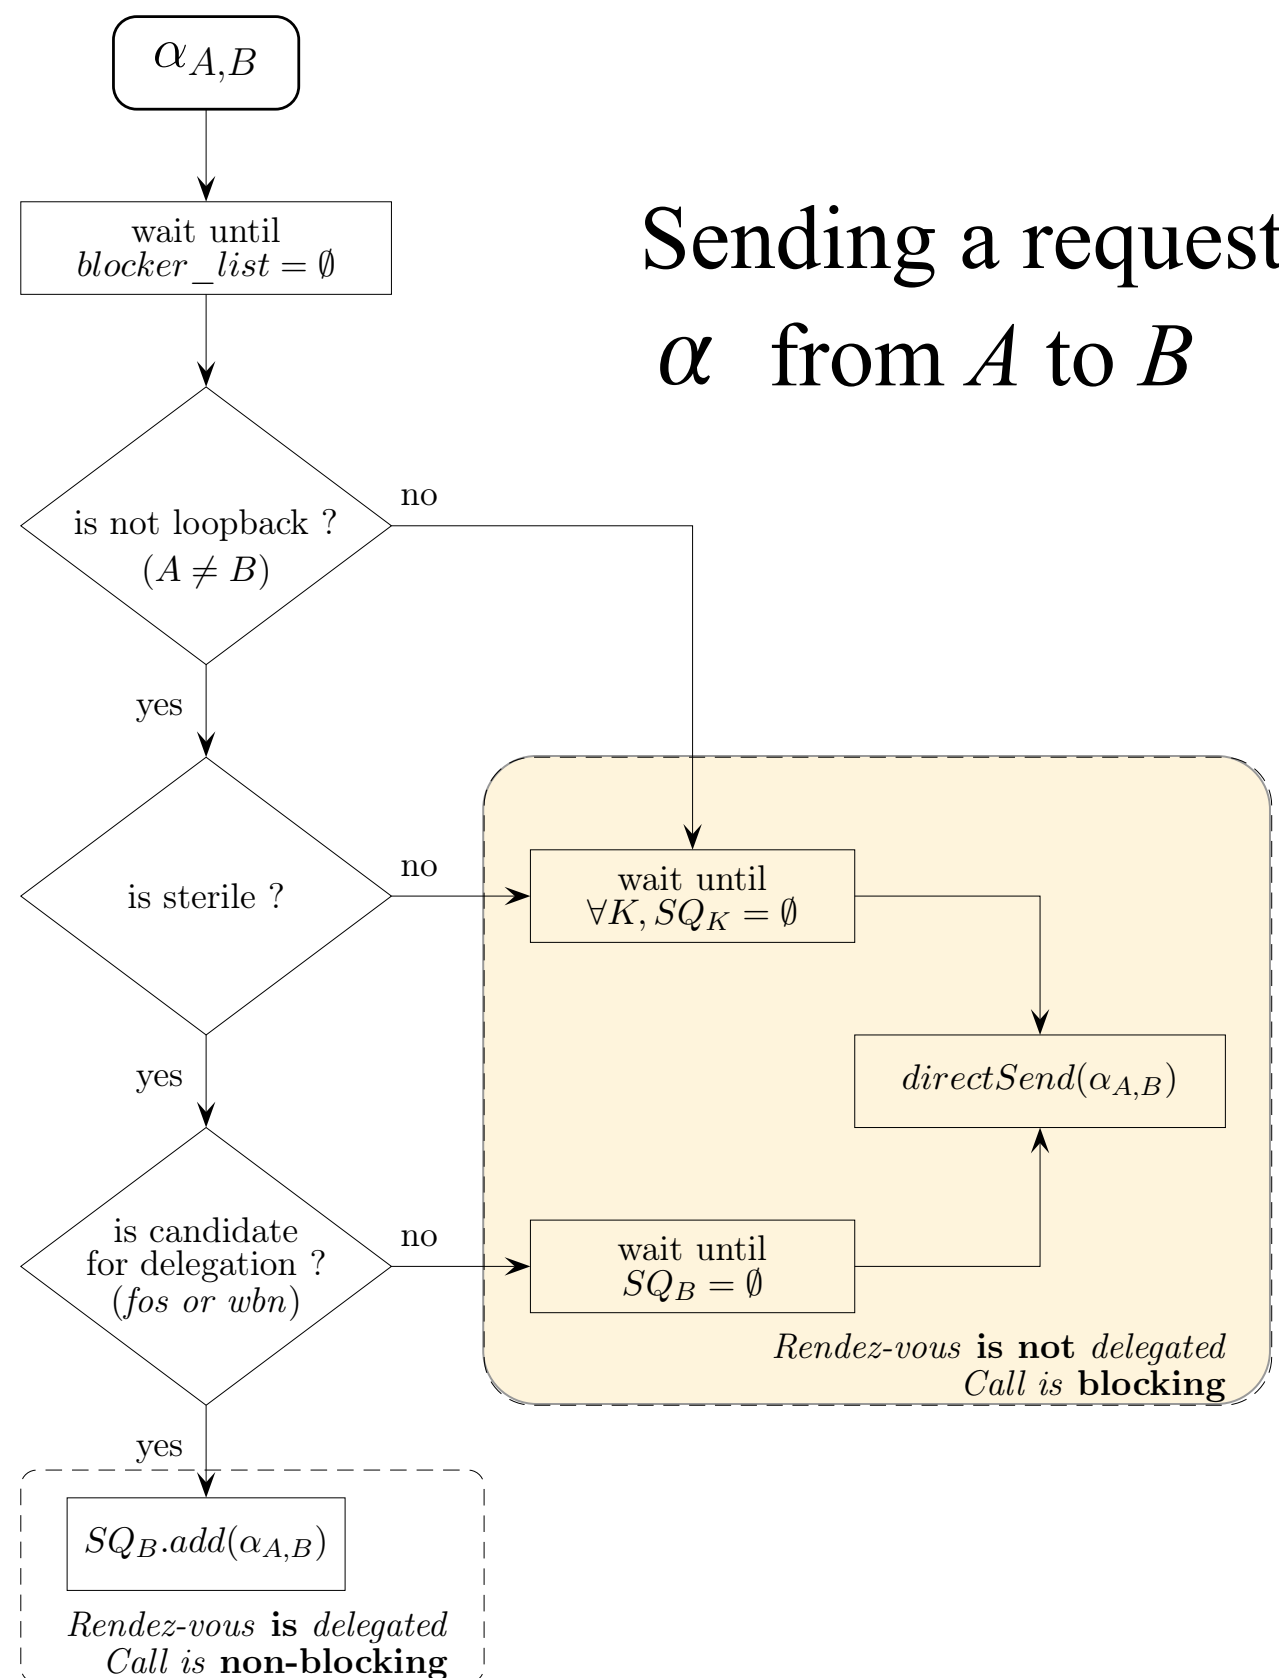 α_{A,B}
Sending a request
α from A to B
wait until
blocker_list = ∅
is not loopback ?
(A ≠ B)
no
yes
is sterile ?
no
wait until
∀K, SQ_K = ∅
directSend(α_{A,B})
yes
is candidate
for delegation ?
(fos or wbn)
no
wait until
SQ_B = ∅
Rendez-vous is not delegated
Call is blocking
yes
SQ_B.add(α_{A,B})
Rendez-vous is delegated
Call is non-blocking